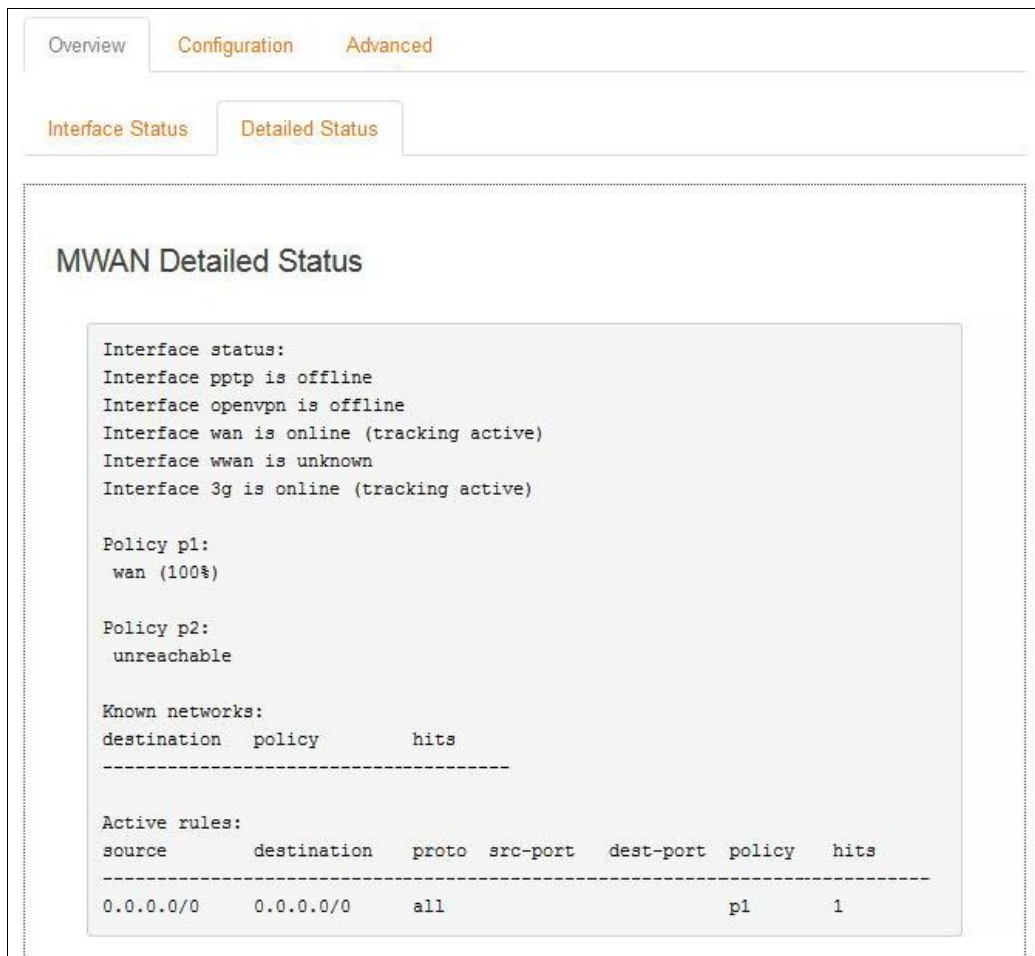 Overview Configuration Advanced
Interface Status Detailed Status
MWAN Detailed Status
Interface status:
Interface pptp is offline
Interface openvpn is offline
Interface wan is online (tracking active)
Interface wwan is unknown
Interface 3g is online (tracking active)
Policy p1:
wan (100%)
Policy p2:
unreachable
Known networks:
destination policy hits
--------------------------------------
Active rules:
source destination proto src-port dest-port policy hits
-----------------------------------------------------------------------------
0.0.0.0/0 0.0.0.0/0 all p1 1